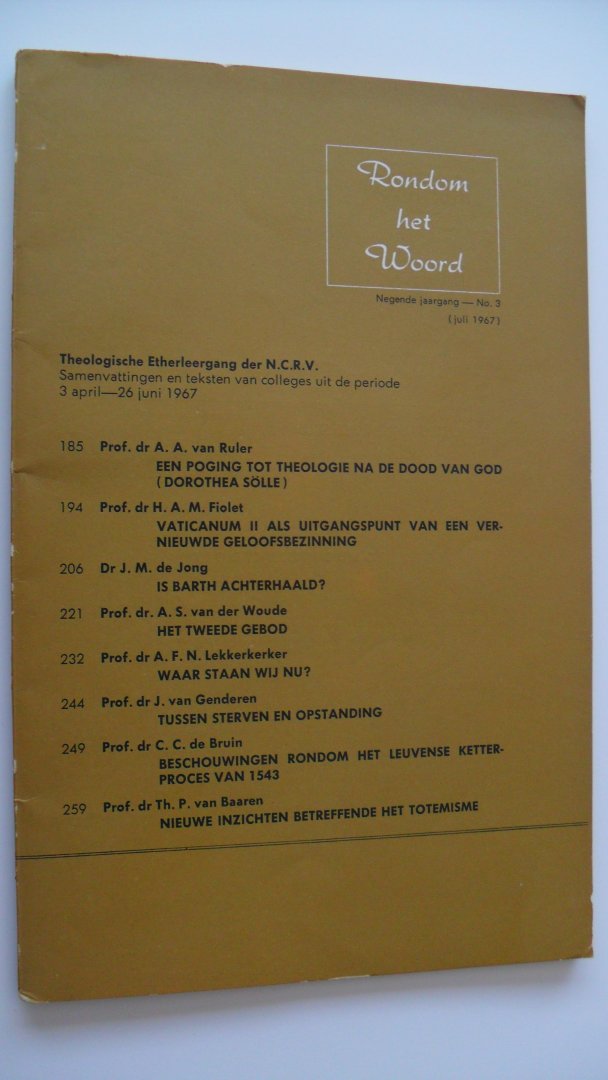 Rondom
het
Woord
Negende jaargang — No. 3
(juli 1967)
Theologische Etherleergang der N.C.R.V.
Samenvattingen en teksten van colleges uit de periode
3 april—26 juni 1967
185 Prof. dr A. A. van Ruler
EEN POGING TOT THEOLOGIE NA DE DOOD VAN GOD
(DOROTHEA SÖLLE)
194 Prof. dr H. A. M. Fiolet
VATICANUM II ALS UITGANGSPUNT VAN EEN VER-
NIEUWDE GELOOFSBEZINNING
206 Dr J. M. de Jong
IS BARTH ACHTERHAALD?
221 Prof. dr. A. S. van der Woude
HET TWEEDE GEBOD
232 Prof. dr A. F. N. Lekkerkerker
WAAR STAAN WIJ NU?
244 Prof. dr J. van Genderen
TUSSEN STERVEN EN OPSTANDING
249 Prof. dr C. C. de Bruin
BESCHOUWINGEN RONDOM HET LEUVENSE KETTER-
PROCES VAN 1543
259 Prof. dr Th. P. van Baaren
NIEUWE INZICHTEN BETREFFENDE HET TOTEMISME